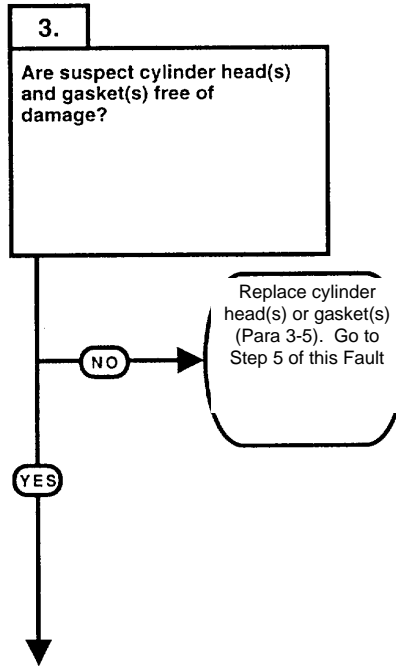 3.
Are suspect cylinder head(s)
and gasket(s) free of
damage?
Replace cylinder
head(s) or gasket(s)
(Para 3-5). Go to
Step 5 of this Fault
NO
YES